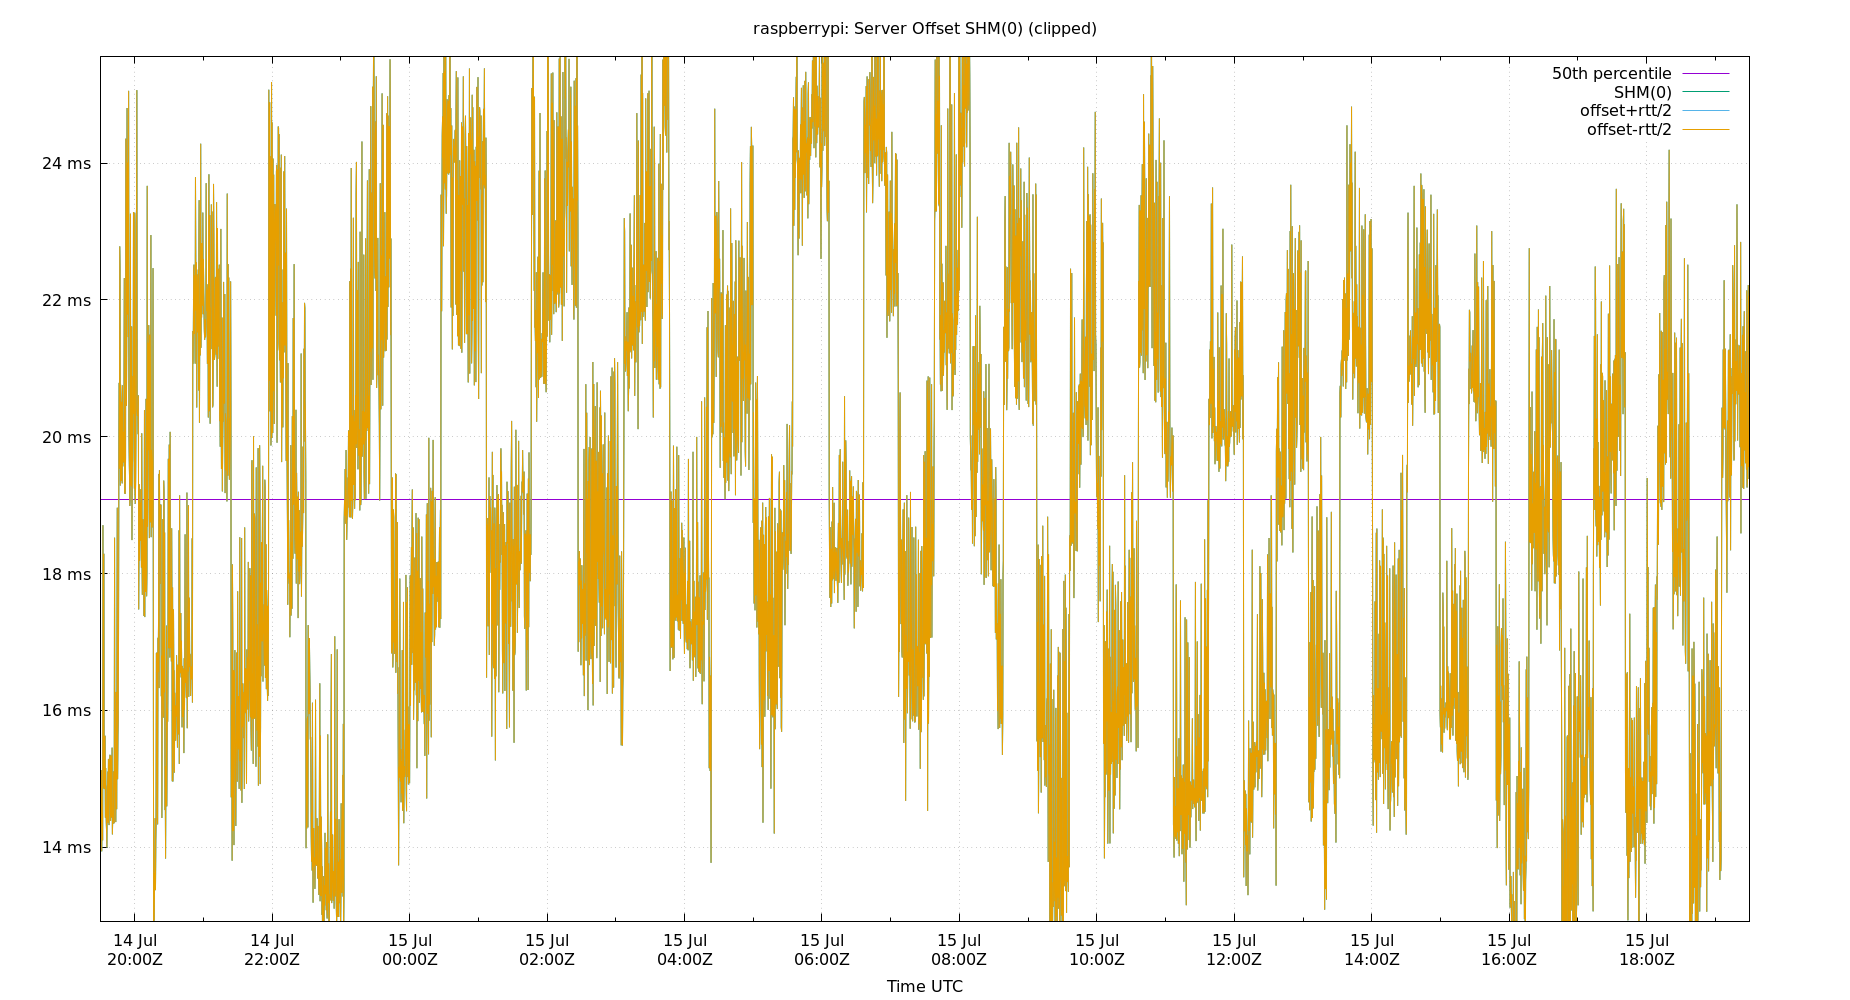 raspberrypi: Server Offset SHM(0) (clipped)
50th percentile
SHM(0)
offset+rtt/2
offset-rtt/2
24 ms
22 ms
20 ms
18 ms
16 ms
14 ms
14 Jul 14 Jul 15 Jul 15 Jul 15 Jul 15 Jul 15 Jul 15 Jul 15 Jul 15 Jul 15 Jul 15 Jul
20:00Z 22:00Z 00:00Z 02:00Z 04:00Z 06:00Z 08:00Z 10:00Z 12:00Z 14:00Z 16:00Z 18:00Z
Time UTC